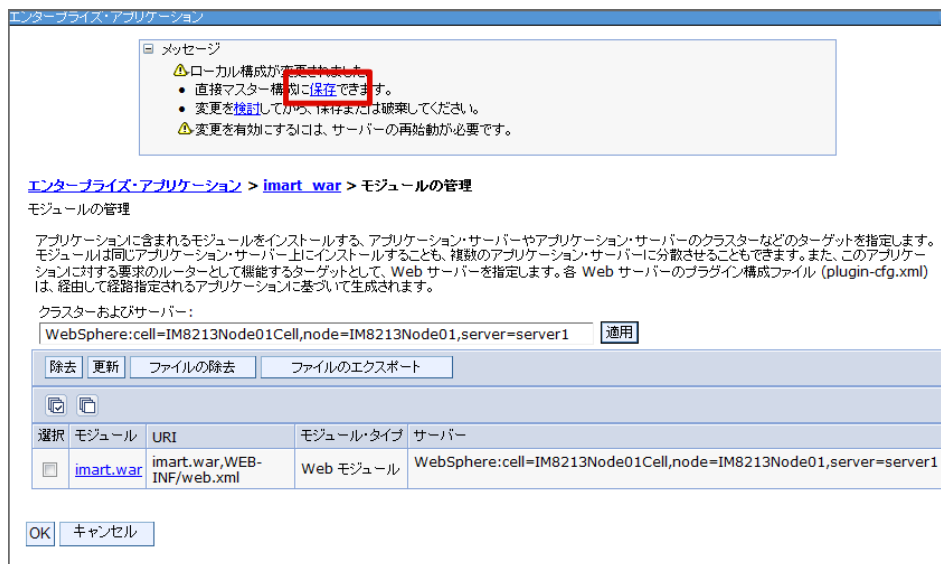 エンタープライズ・アプリケーション
メッセージ
ローカル構成が変更されました。
直接マスター構成に保存できます。
変更を検討してから、保存または破棄してください。
変更を有効にするには、サーバーの再始動が必要です。
エンタープライズ・アプリケーション > imart_war > モジュールの管理
モジュールの管理
アプリケーションに含まれるモジュールをインストールする、アプリケーション・サーバーやアプリケーション・サーバーのクラスターなどのターゲットを指定します。
モジュールは同じアプリケーション・サーバー上にインストールすることも、複数のアプリケーション・サーバーに分散させることもできます。また、このアプリケー
ションに対する要求のルーターとして機能するターゲットとして、Web サーバーを指定します。各 Web サーバーのプラグイン構成ファイル (plugin-cfg.xml)
は、経由して経路指定されるアプリケーションに基づいて生成されます。
クラスターおよびサーバー:
WebSphere:cell=IM8213Node01Cell,node=IM8213Node01,server=server1 適用
除去 更新 ファイルの除去 ファイルのエクスポート
選択 モジュール URI モジュール・タイプ サーバー
imart.war imart.war,WEB-
INF/web.xml Web モジュール WebSphere:cell=IM8213Node01Cell,node=IM8213Node01,server=server1
OK キャンセル